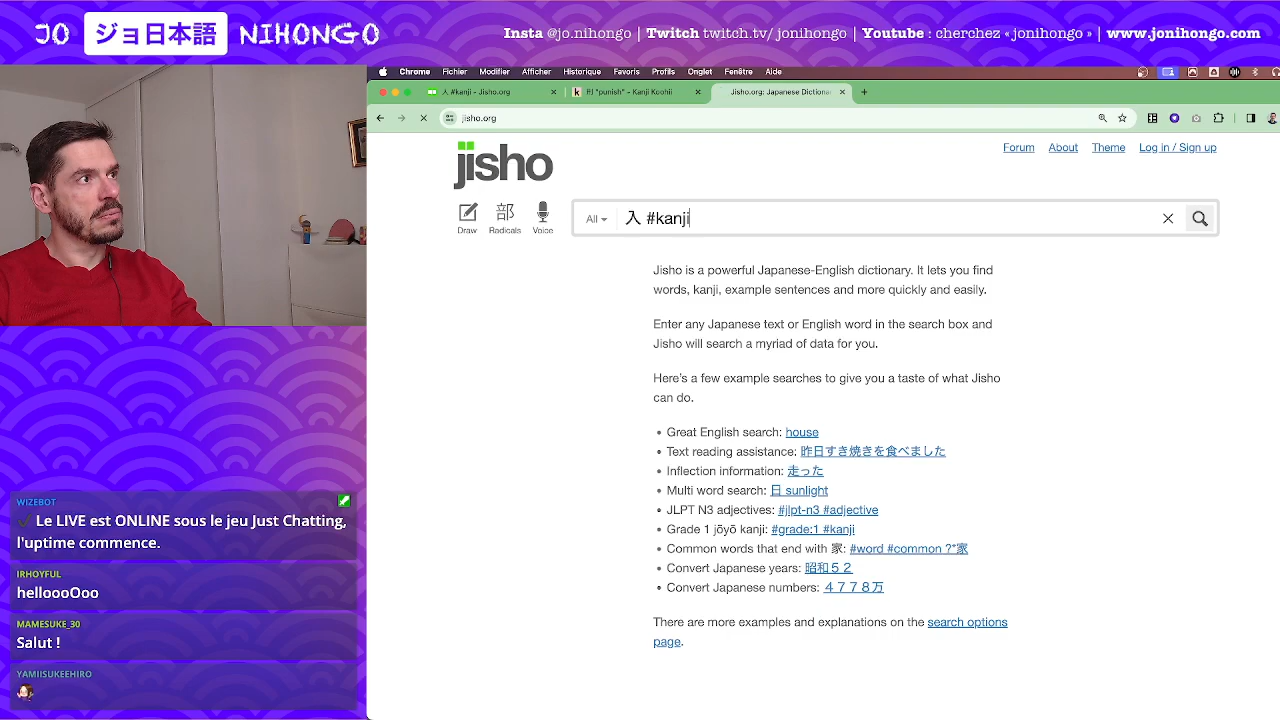 JO ジョ日本語 NIHONGO
Insta @jo.nihongo | Twitch twitch.tv/ jonihongo | Youtube : cherchez « jonihongo » | www.jonihongo.com
Chrome Fichier Modifier Afficher Historique Favoris Profils Onglet Fenêtre Aide
入 #kanji - Jisho.org
"punish" – Kanji Koohii
Jisho.org: Japanese Dictionar
jisho.org
jisho
Forum About Theme Log in / Sign up
部
Draw Radicals Voice
All 入 #kanji
Jisho is a powerful Japanese-English dictionary. It lets you find
words, kanji, example sentences and more quickly and easily.
Enter any Japanese text or English word in the search box and
Jisho will search a myriad of data for you.
Here's a few example searches to give you a taste of what Jisho
can do.
• Great English search: house
• Text reading assistance: 昨日すき焼きを食べました
• Inflection information: 走った
• Multi word search: 日 sunlight
• JLPT N3 adjectives: #jlpt-n3 #adjective
• Grade 1 jōyō kanji: #grade:1 #kanji
• Common words that end with 家: #word #common ?*家
• Convert Japanese years: 昭和５２
• Convert Japanese numbers: ４７７８万
There are more examples and explanations on the search options
page.
WIZEBOT
✓ Le LIVE est ONLINE sous le jeu Just Chatting,
l'uptime commence.
IRHOYFUL
helloooOoo
MAMESUKE_30
Salut !
YAMIISUKEEHIRO